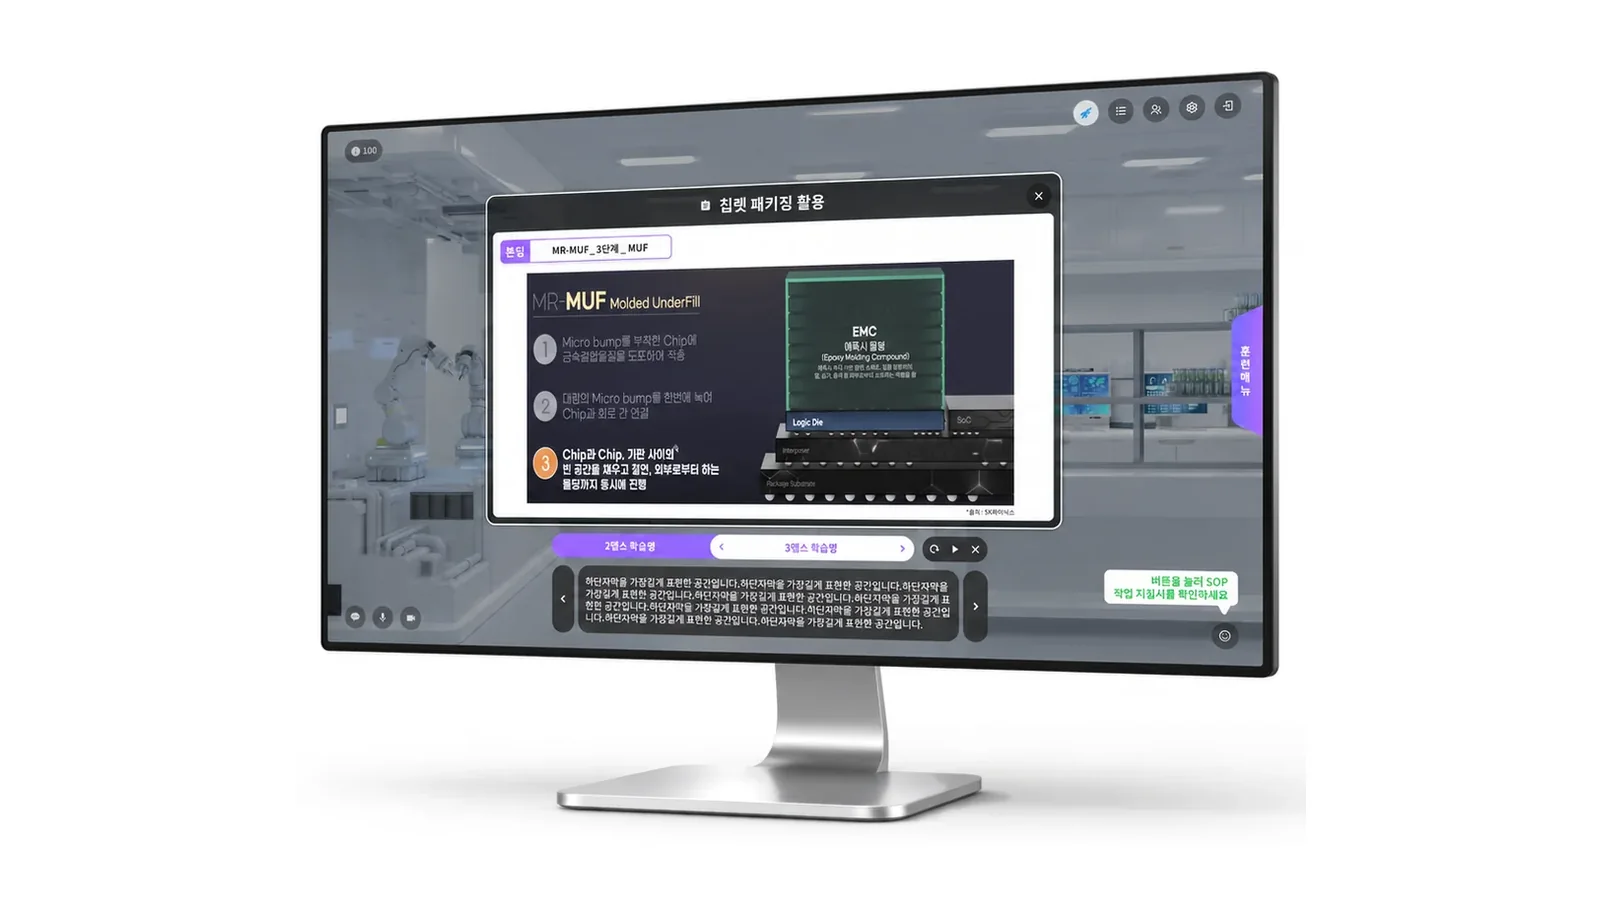 100
칩렛 패키징 활용
본딩
MR-MUF_3단계_ MUF
MR-MUF Molded UnderFill
1
Micro bump를 부착한 Chip에
도포하여
2
대량의 Micro bump를 한번에 녹여
Chip과 회로 간 연결
3
Chip과 Chip, 기판 사이의
빈 공간을 채우고 절연, 외부로부터 하는
몰딩까지 동시에 진행
EMC
에폭시 몰딩
(Epoxy Molding Compound)
Logic Die
SoC
Interposer
Package Substrate
*출처 : SK하이닉스
훈련메뉴
2뎁스 학습명
3뎁스 학습명
하단자막을 가장길게 표현한 공간입니다.하단자막을 가장길게 표현한 공간입니다.하단자막을
가장길게 표현한 공간입니다.하단자막을 가장길게 표현한 공간입니다.하단자막을 가장길게 표
현한 공간입니다.하단자막을 가장길게 표현한 공간입니다.하단자막을 가장길게 표현한 공간입
니다.하단자막을 가장길게 표현한 공간입니다.하단자막을 가장길게 표현한 공간입니다.
버튼을 눌러 SOP
작업 지침서를 확인하세요